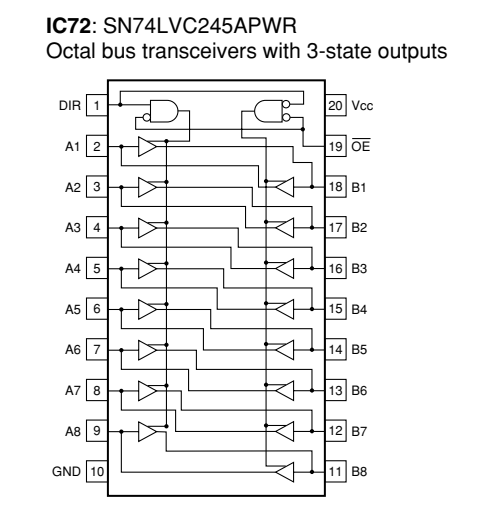 IC72: SN74LVC245APWR
Octal bus transceivers with 3-state outputs
DIR 1 20 Vcc
A1 2 19 OE
A2 3 18 B1
A3 4 17 B2
A4 5 16 B3
A5 6 15 B4
A6 7 14 B5
A7 8 13 B6
A8 9 12 B7
GND 10 11 B8